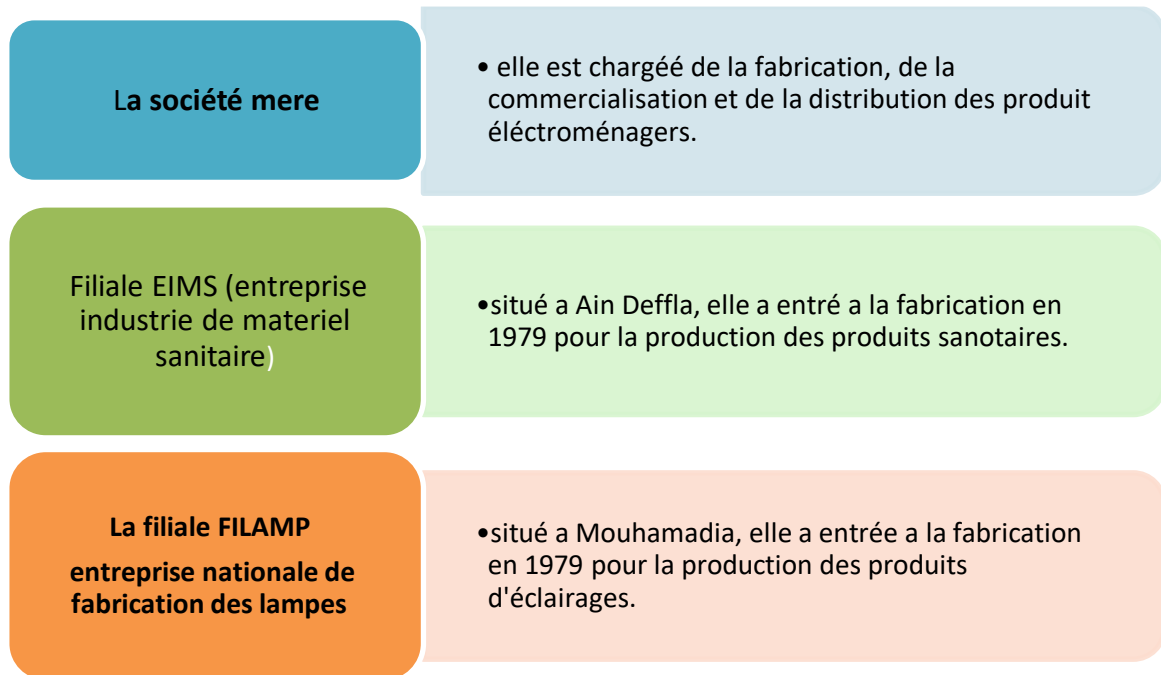 La société mere
• elle est chargéé de la fabrication, de la
commercialisation et de la distribution des produit
éléctroménagers.
Filiale EIMS (entreprise
industrie de materiel
sanitaire)
•situé a Ain Deffla, elle a entré a la fabrication en
1979 pour la production des produits sanotaires.
La filiale FILAMP
entreprise nationale de
fabrication des lampes
•situé a Mouhamadia, elle a entrée a la fabrication
en 1979 pour la production des produits
d'éclairages.